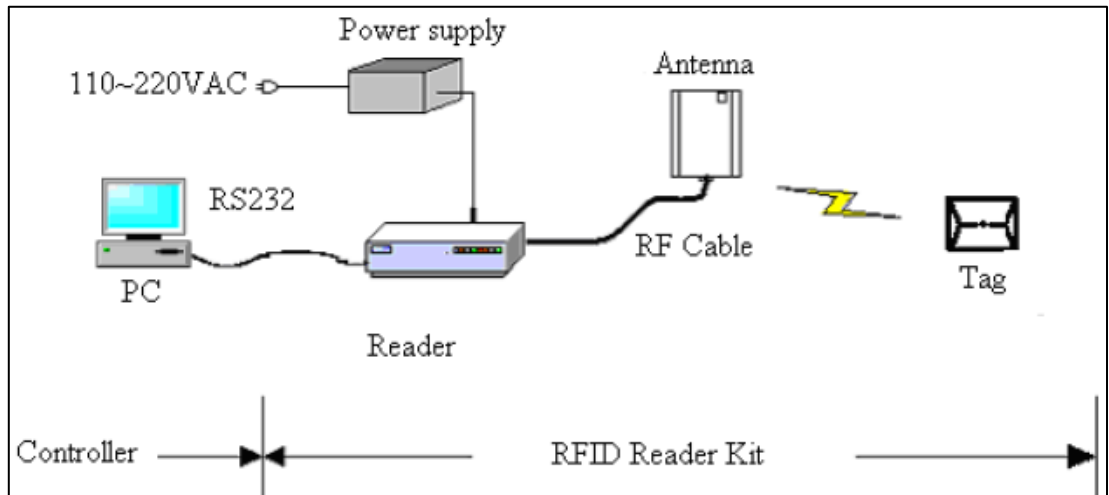 Power supply
110~220VAC
Antenna
RS232
RF Cable
PC
Tag
Reader
Controller
RFID Reader Kit